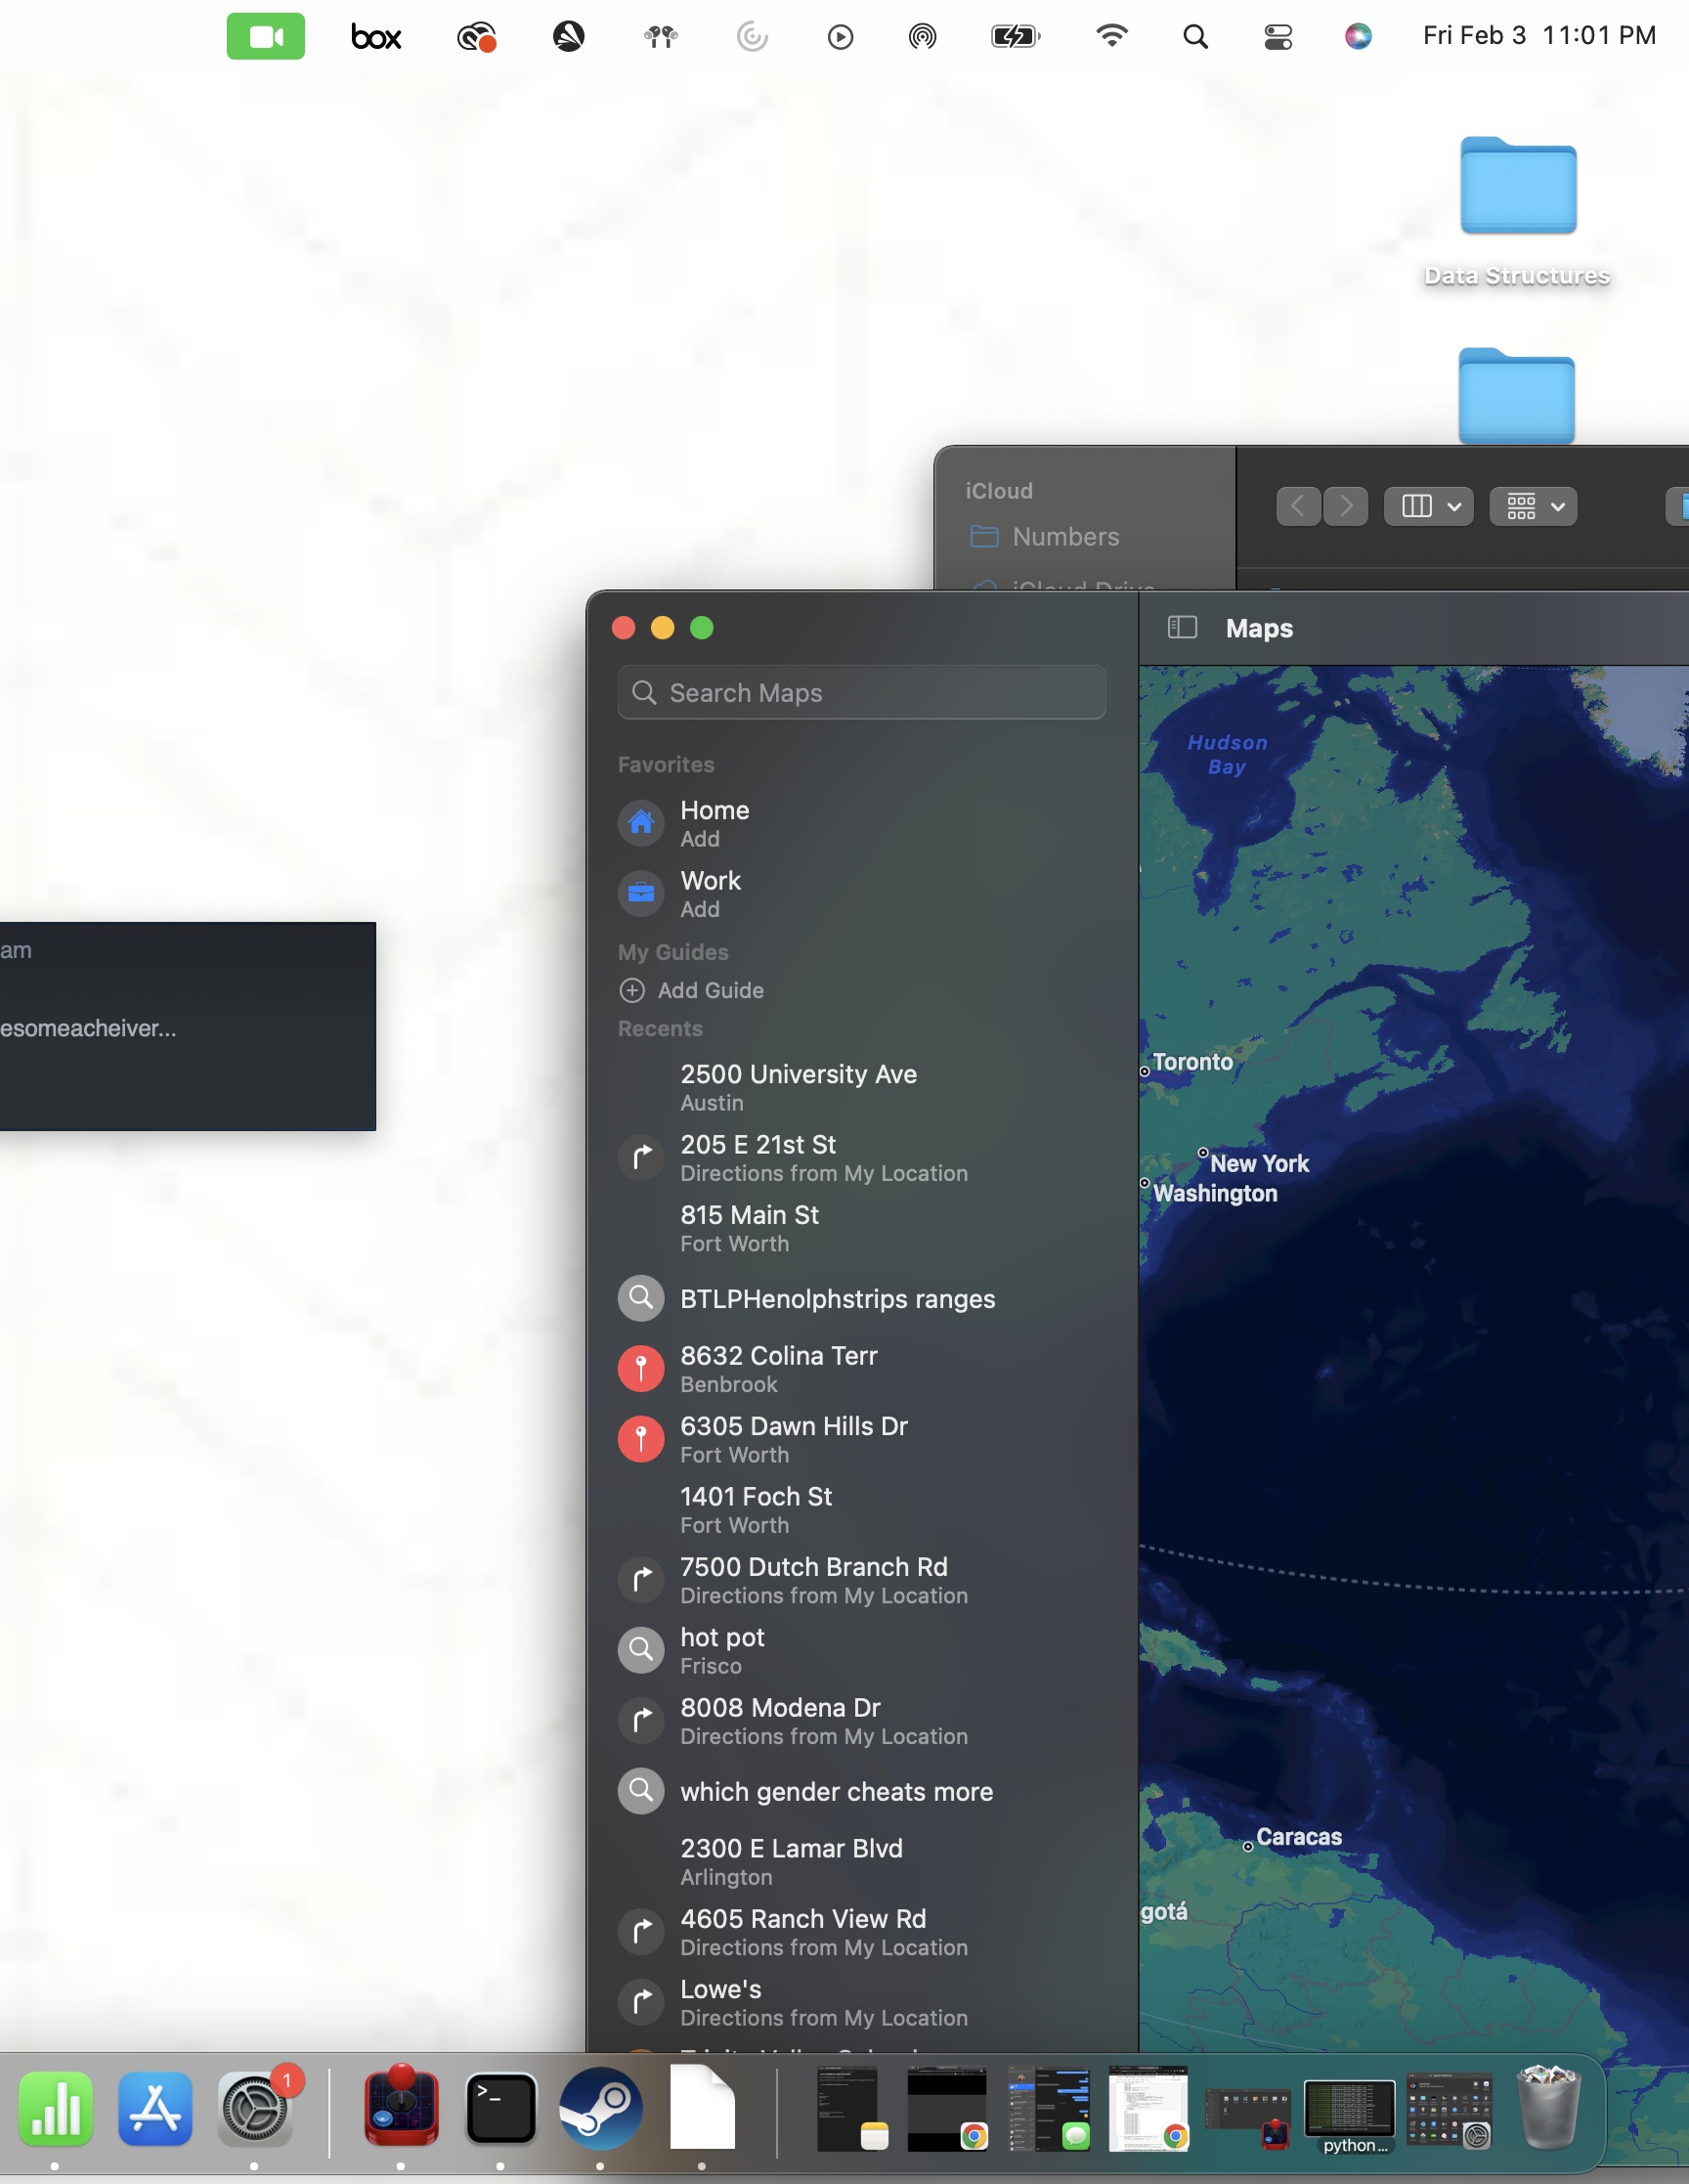 box
Fri Feb 3 11:01 PM
Data Structures
iCloud
Numbers
iCloud Drive
Maps
Search Maps
Favorites
Home
Add
Work
Add
My Guides
Add Guide
Recents
2500 University Ave
Austin
205 E 21st St
Directions from My Location
815 Main St
Fort Worth
BTLPHenolphstrips ranges
8632 Colina Terr
Benbrook
6305 Dawn Hills Dr
Fort Worth
1401 Foch St
Fort Worth
7500 Dutch Branch Rd
Directions from My Location
hot pot
Frisco
8008 Modena Dr
Directions from My Location
which gender cheats more
2300 E Lamar Blvd
Arlington
4605 Ranch View Rd
Directions from My Location
Lowe's
Directions from My Location
Hudson
Bay
Toronto
New York
Washington
Caracas
gotá
am
esomeacheiver...
1
>_
python...